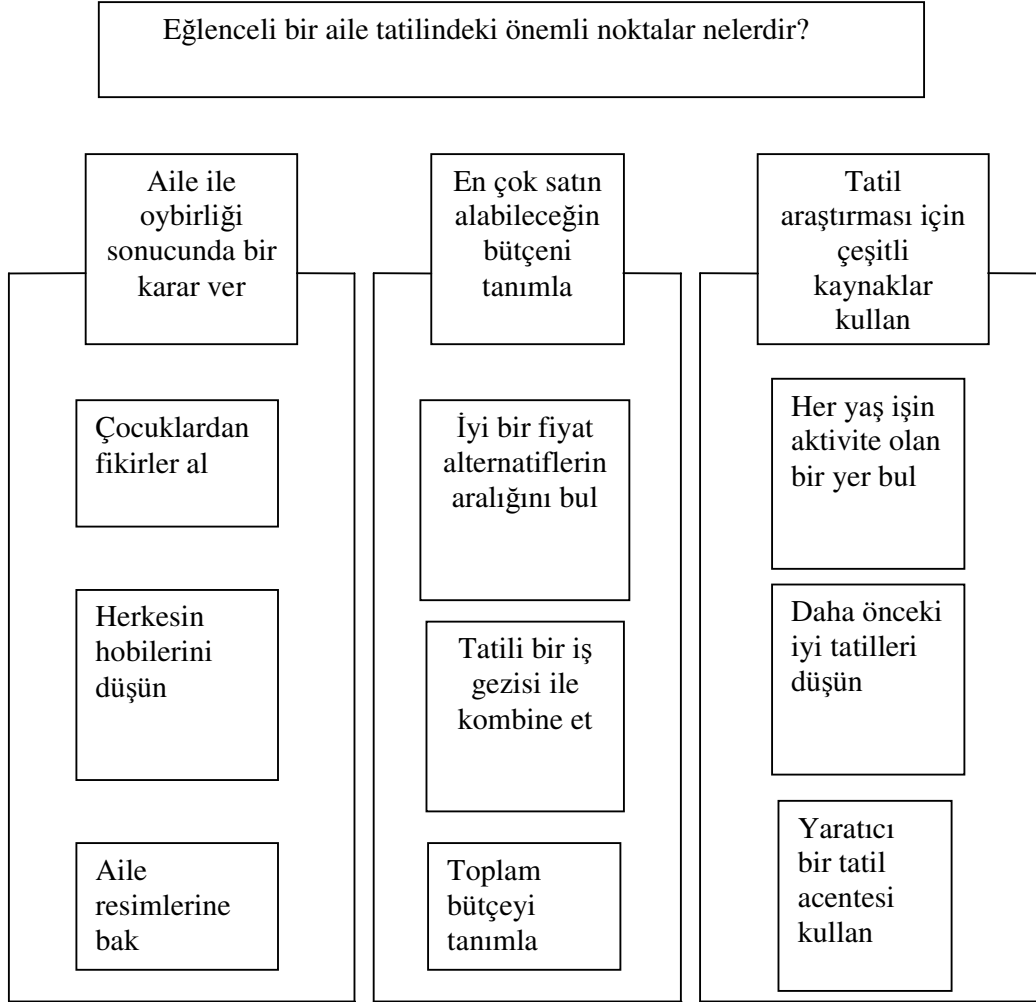 Eğlenceli bir aile tatilindeki önemli noktalar nelerdir?
Aile ile
oybirliği
sonucunda bir
karar ver
Çocuklardan
fikirler al
Herkesin
hobilerini
düşün
Aile
resimlerine
bak
En çok satın
alabileceğin
bütçeni
tanımla
İyi bir fiyat
alternatiflerin
aralığını bul
Tatili bir iş
gezisi ile
kombine et
Toplam
bütçeyi
tanımla
Tatil
araştırması için
çeşitli
kaynaklar
kullan
Her yaş işin
aktivite olan
bir yer bul
Daha önceki
iyi tatilleri
düşün
Yaratıcı
bir tatil
acentesi
kullan